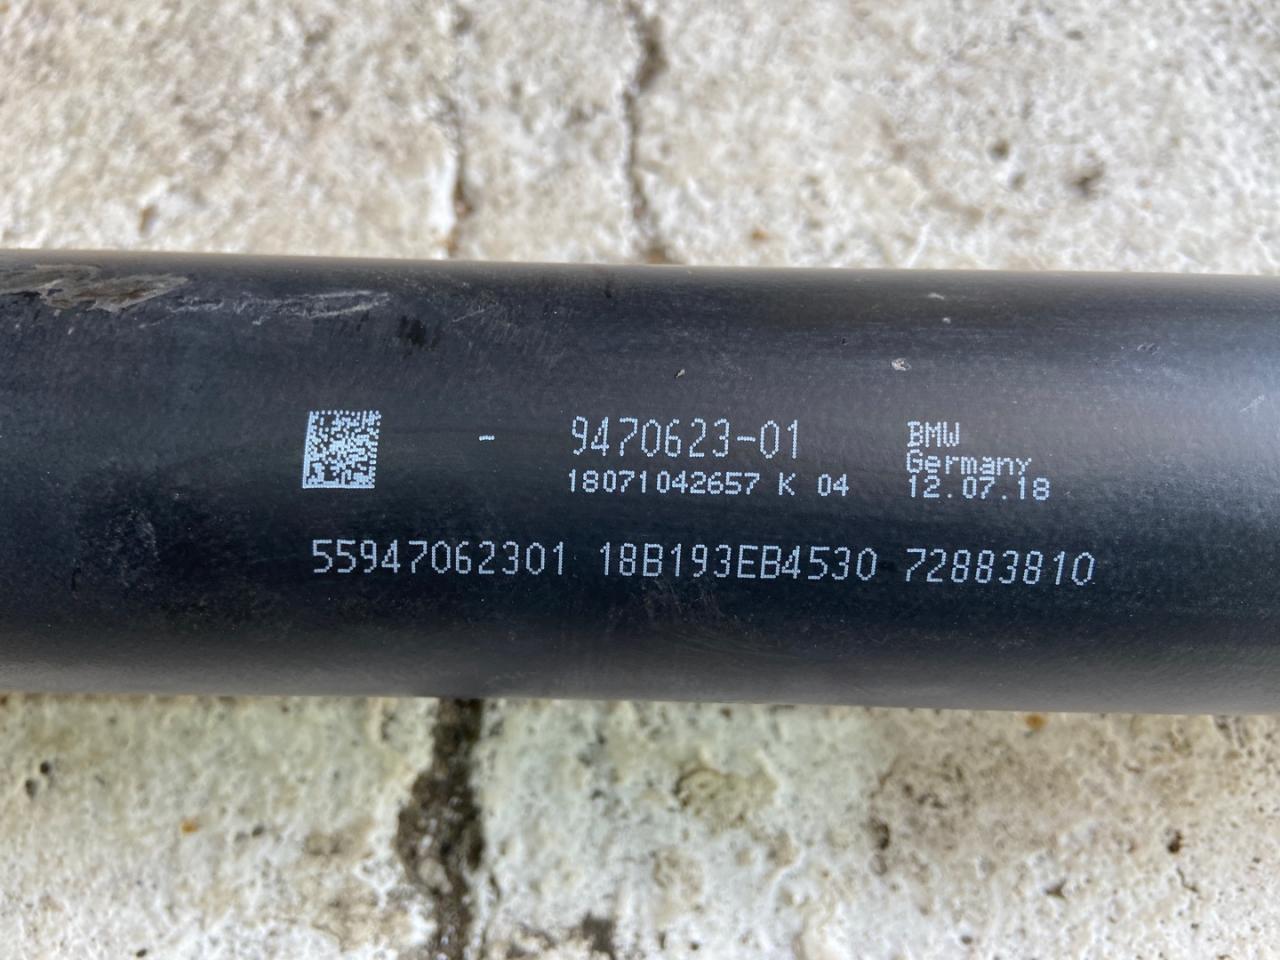 - 9470623-01
BMW
Germany
18071042657 K 04
12.07.18
55947062301 18B193EB4530 72883810